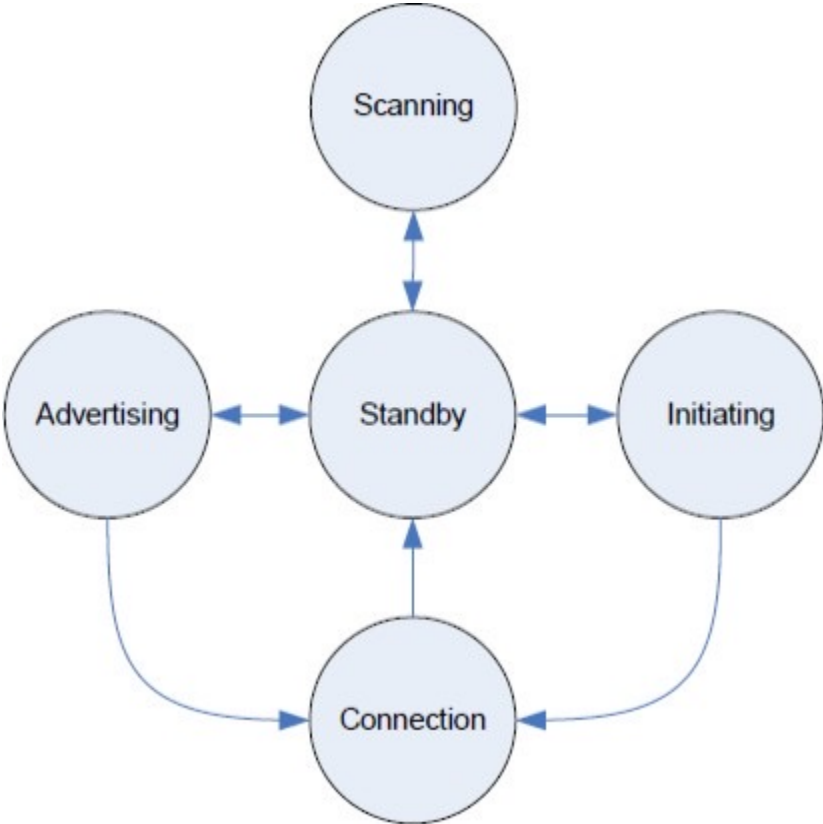 Scanning
Advertising
Standby
Initiating
Connection